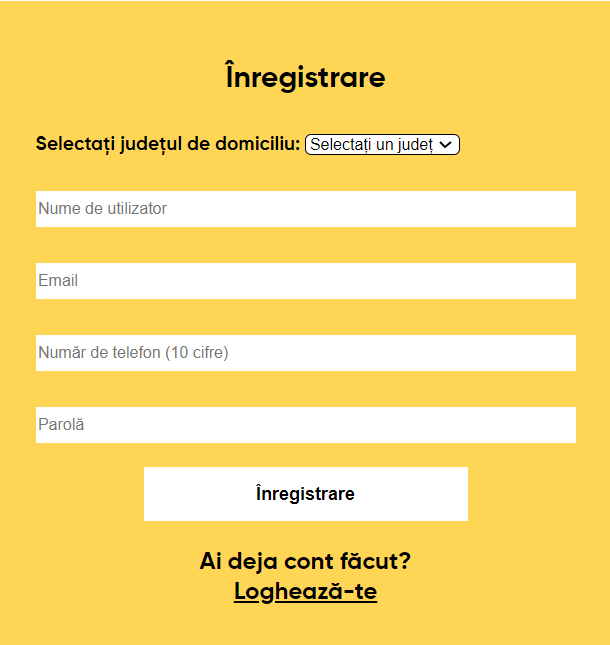 Înregistrare
Selectați județul de domiciliu: Selectați un județ
Nume de utilizator
Email
Număr de telefon (10 cifre)
Parolă
Înregistrare
Ai deja cont făcut?
Loghează-te